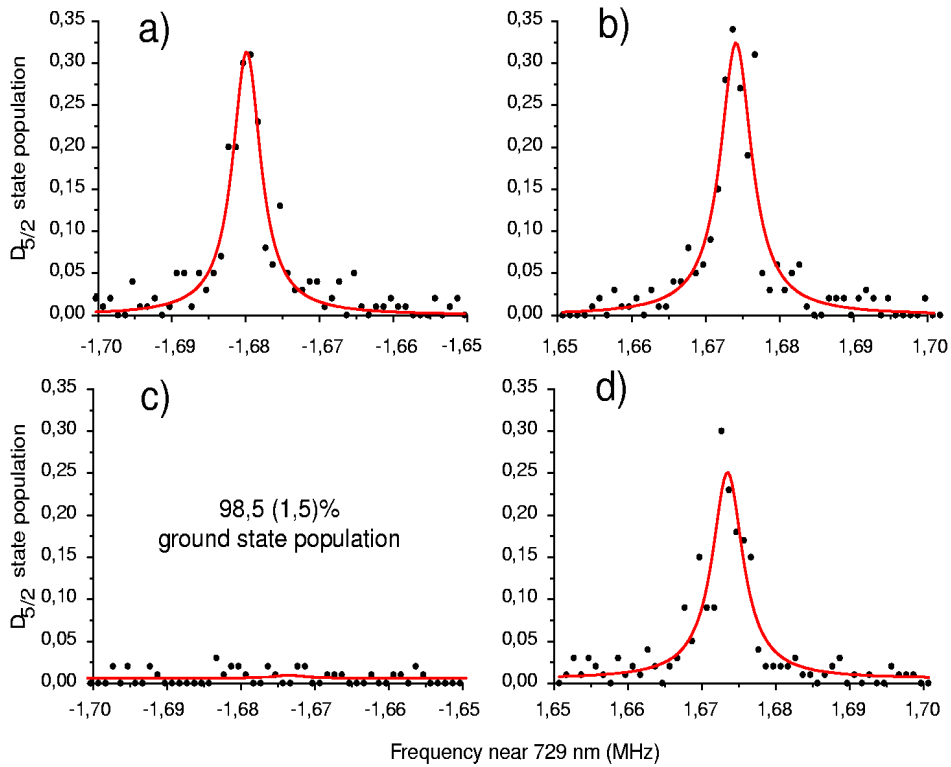 a)
D5/2 state population
0,35
0,30
0,25
0,20
0,15
0,10
0,05
0,00
-1,70 -1,69 -1,68 -1,67 -1,66 -1,65
b)
0,35
0,30
0,25
0,20
0,15
0,10
0,05
0,00
1,65 1,66 1,67 1,68 1,69 1,70
c)
D5/2 state population
0,35
0,30
0,25
0,20
0,15
0,10
0,05
0,00
98,5 (1,5)%
ground state population
-1,70 -1,69 -1,68 -1,67 -1,66 -1,65
d)
0,35
0,30
0,25
0,20
0,15
0,10
0,05
0,00
1,65 1,66 1,67 1,68 1,69 1,70
Frequency near 729 nm (MHz)